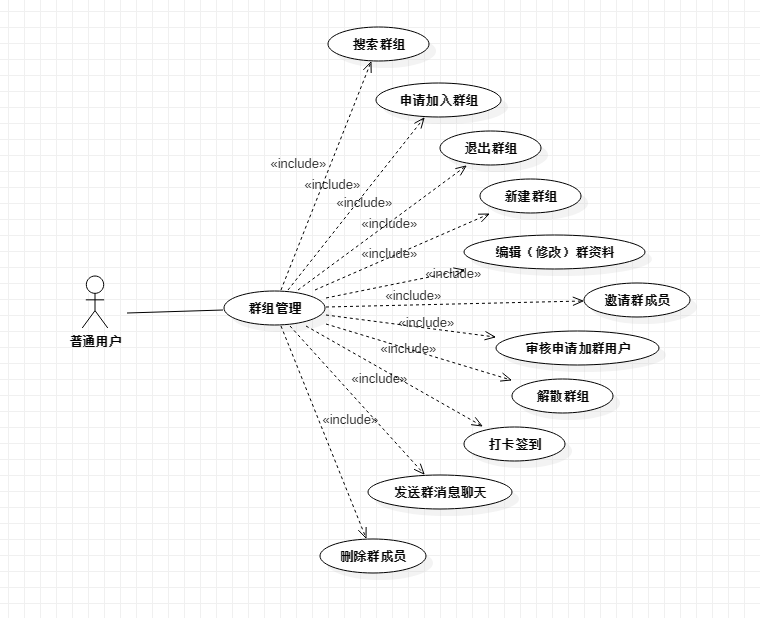 搜索群组
申请加入群组
退出群组
«include»
«include»
新建群组
«include»
«include»
«include»
编辑（修改）群资料
«include»
«include»
邀请群成员
群组管理
«include»
普通用户
审核申请加群用户
«include»
«include»
解散群组
«include»
打卡签到
发送群消息聊天
删除群成员